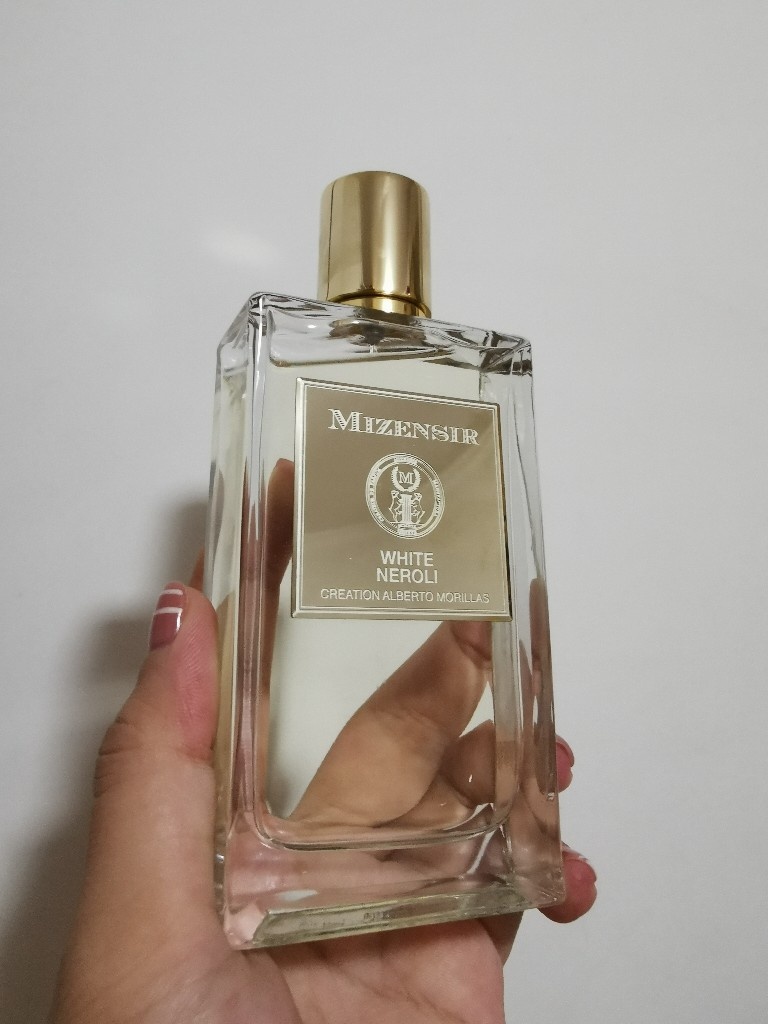 MIZENSIR
M
WHITE
NEROLI
CREATION ALBERTO MORILLAS